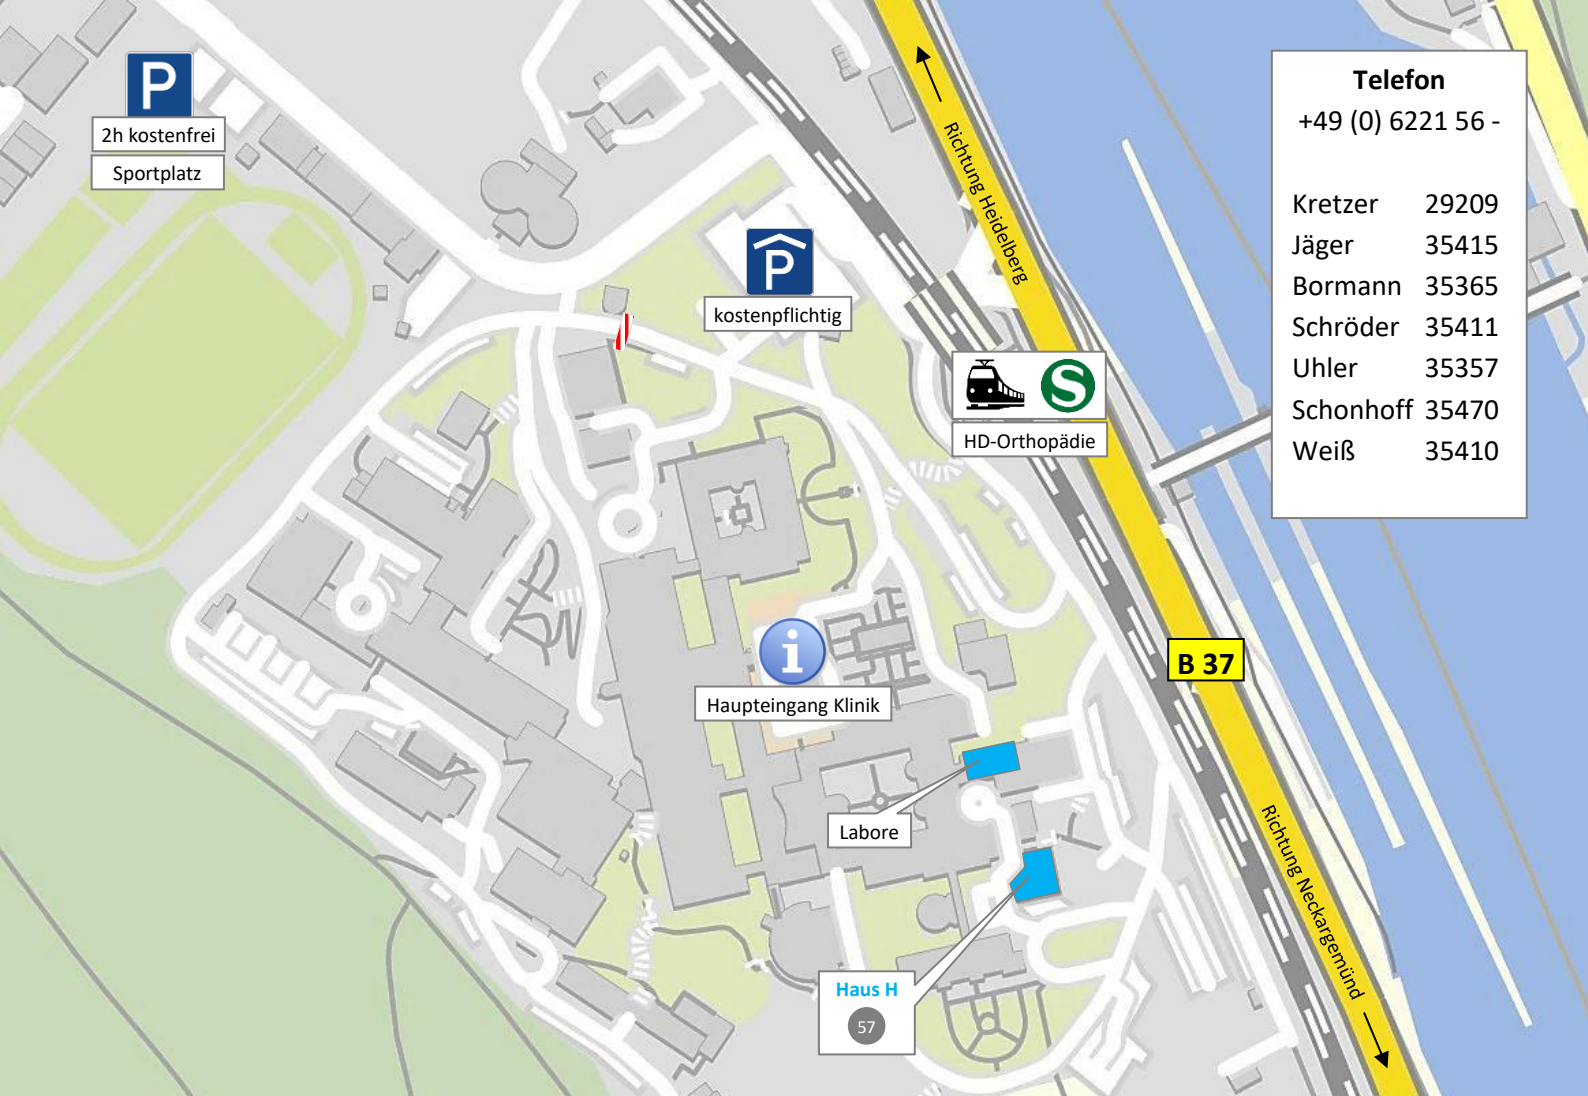 P
2h kostenfrei
Sportplatz
P
kostenpflichtig
Richtung Heidelberg
S
HD-Orthopädie
Telefon
+49 (0) 6221 56 -
Kretzer 29209
Jäger 35415
Bormann 35365
Schröder 35411
Uhler 35357
Schonhoff 35470
Weiß 35410
i
Haupteingang Klinik
B 37
Labore
Richtung Neckargemünd
Haus H
57